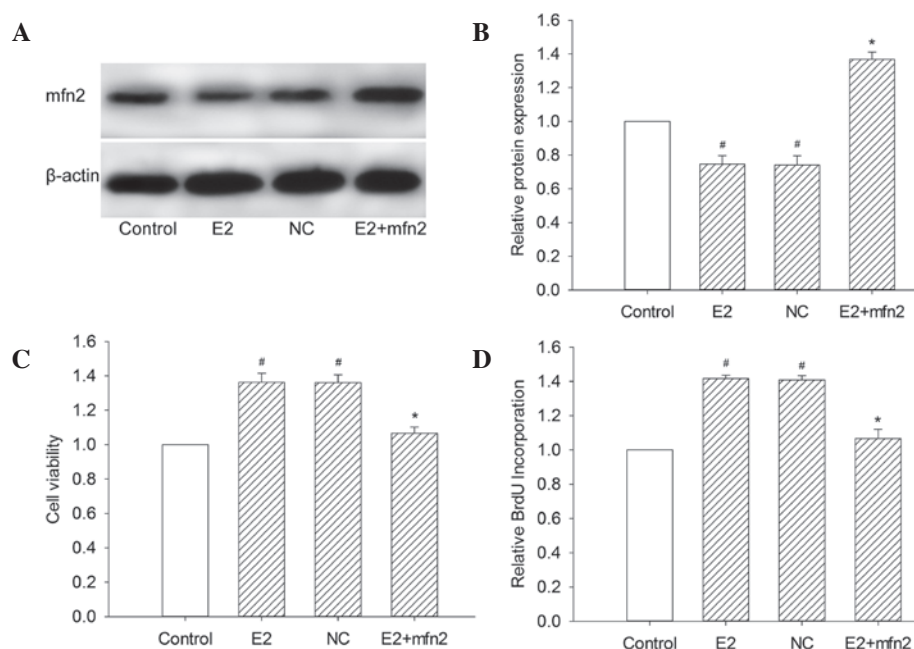 A
mfn2
β-actin
Control E2 NC E2+mfn2
B
Relative protein expression
1.6
1.4
1.2
1.0
0.8
0.6
0.4
0.2
0.0
# # *
Control E2 NC E2+mfn2
C
Cell viability
1.6
1.4
1.2
1.0
0.8
0.6
0.4
0.2
0.0
# # *
Control E2 NC E2+mfn2
D
Relative BrdU Incorporation
1.6
1.4
1.2
1.0
0.8
0.6
0.4
0.2
0.0
# # *
Control E2 NC E2+mfn2